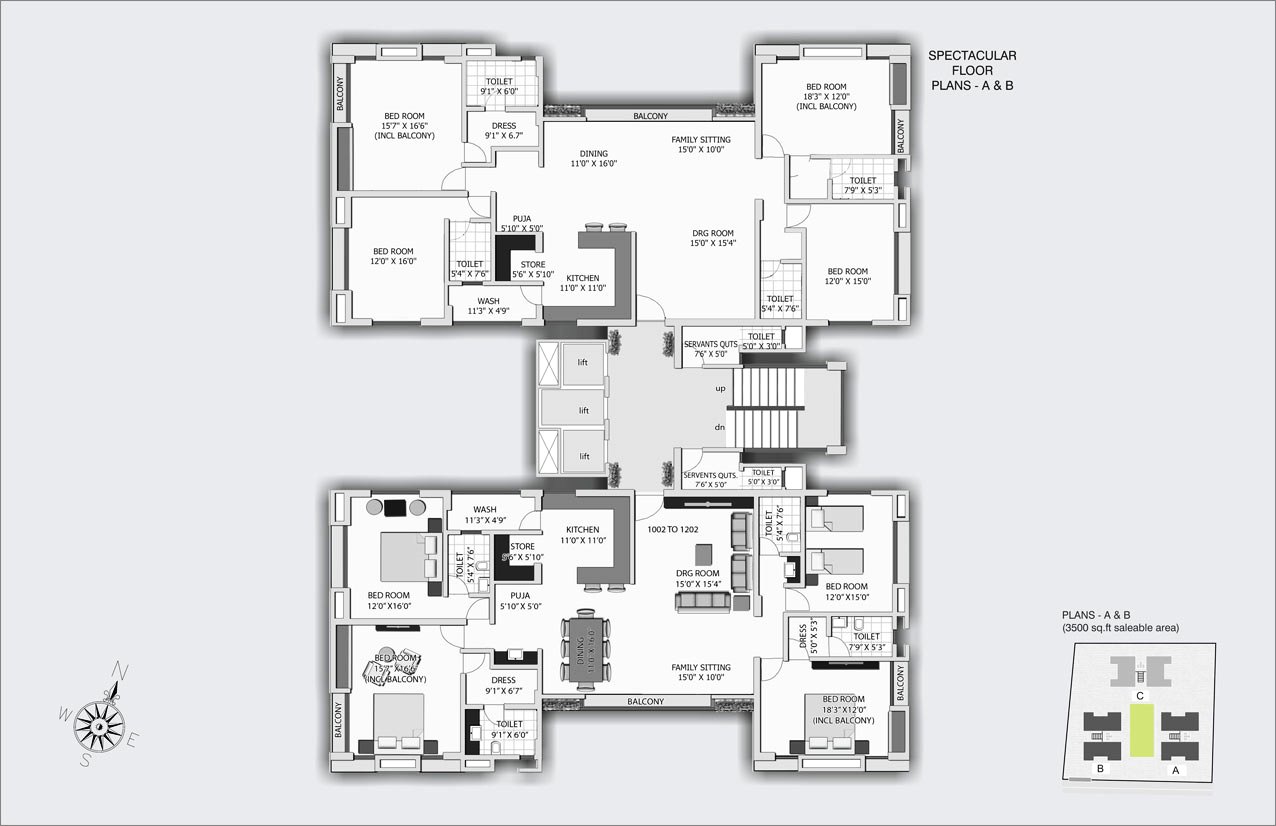 SPECTACULAR
FLOOR
PLANS - A & B
BALCONY
BED ROOM
15'7" X 16'6"
(INCL BALCONY)
TOILET
9'1" X 6'0"
DRESS
9'1" X 6.7"
BALCONY
FAMILY SITTING
15'0" X 10'0"
DINING
11'0" X 16'0"
BED ROOM
18'3" X 12'0"
(INCL BALCONY)
BALCONY
TOILET
7'9" X 5'3"
BED ROOM
12'0" X 16'0"
TOILET
5'4" X 7'6"
PUJA
5'10" X 5'0"
STORE
5'6" X 5'10"
KITCHEN
11'0" X 11'0"
WASH
11'3" X 4'9"
DRG ROOM
15'0" X 15'4"
BED ROOM
12'0" X 15'0"
TOILET
5'4" X 7'6"
SERVANTS QUTS
7'6" X 5'0"
TOILET
5'0" X 3'0"
lift
lift
lift
up
dn
SERVENTS QUTS.
7'6" X 5'0"
TOILET
5'0" X 3'0"
WASH
11'3" X 4'9"
KITCHEN
11'0" X 11'0"
1002 TO 1202
TOILET
5'4" X 7'6"
STORE
5'6" X 5'10"
TOILET
5'4" X 7'6"
DRG ROOM
15'0" X 15'4"
BED ROOM
12'0"X15'0"
BED ROOM
12'0"X16'0"
PUJA
5'10" X 5'0"
DINING
11'0"X 16'0"
DRESS
5'0" X 5'3"
TOILET
7'9" X 5'3"
BED ROOM
15'7" X 16'6"
(INCL BALCONY)
DRESS
9'1" X 6'7"
FAMILY SITTING
15'0" X 10'0"
BALCONY
BALCONY
TOILET
9'1" X 6'0"
BALCONY
BED ROOM
18'3"X12'0"
(INCL BALCONY)
N
W
E
S
PLANS - A & B
(3500 sq.ft saleable area)
C
B
A